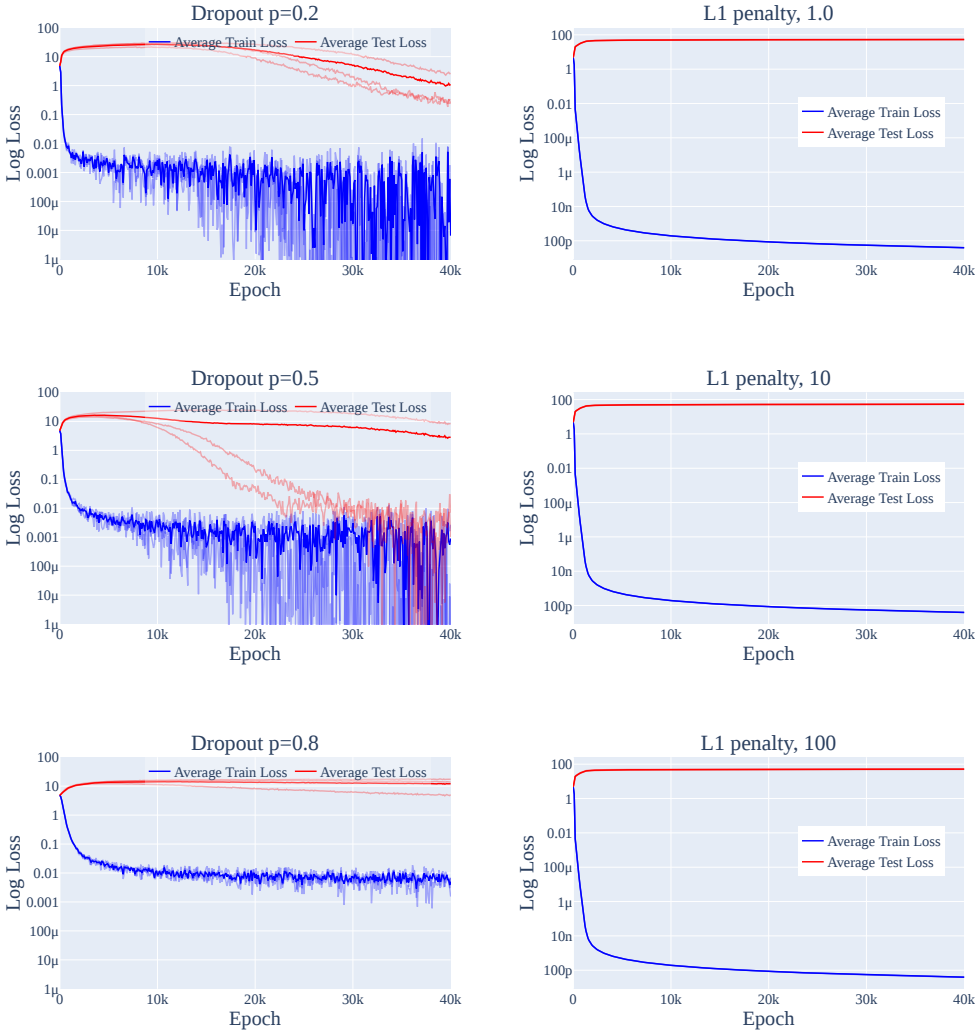 Dropout p=0.2
100
10
1
0.1
0.01
0.001
100μ
10μ
1μ
Log Loss
Average Train Loss
Average Test Loss
0
10k
20k
30k
40k
Epoch
L1 penalty, 1.0
100
1
0.01
100μ
1μ
10n
100p
Log Loss
Average Train Loss
Average Test Loss
0
10k
20k
30k
40k
Epoch
Dropout p=0.5
100
10
1
0.1
0.01
0.001
100μ
10μ
1μ
Log Loss
Average Train Loss
Average Test Loss
0
10k
20k
30k
40k
Epoch
L1 penalty, 10
100
1
0.01
100μ
1μ
10n
100p
Log Loss
Average Train Loss
Average Test Loss
0
10k
20k
30k
40k
Epoch
Dropout p=0.8
100
10
1
0.1
0.01
0.001
100μ
10μ
1μ
Log Loss
Average Train Loss
Average Test Loss
0
10k
20k
30k
40k
Epoch
L1 penalty, 100
100
1
0.01
100μ
1μ
10n
100p
Log Loss
Average Train Loss
Average Test Loss
0
10k
20k
30k
40k
Epoch